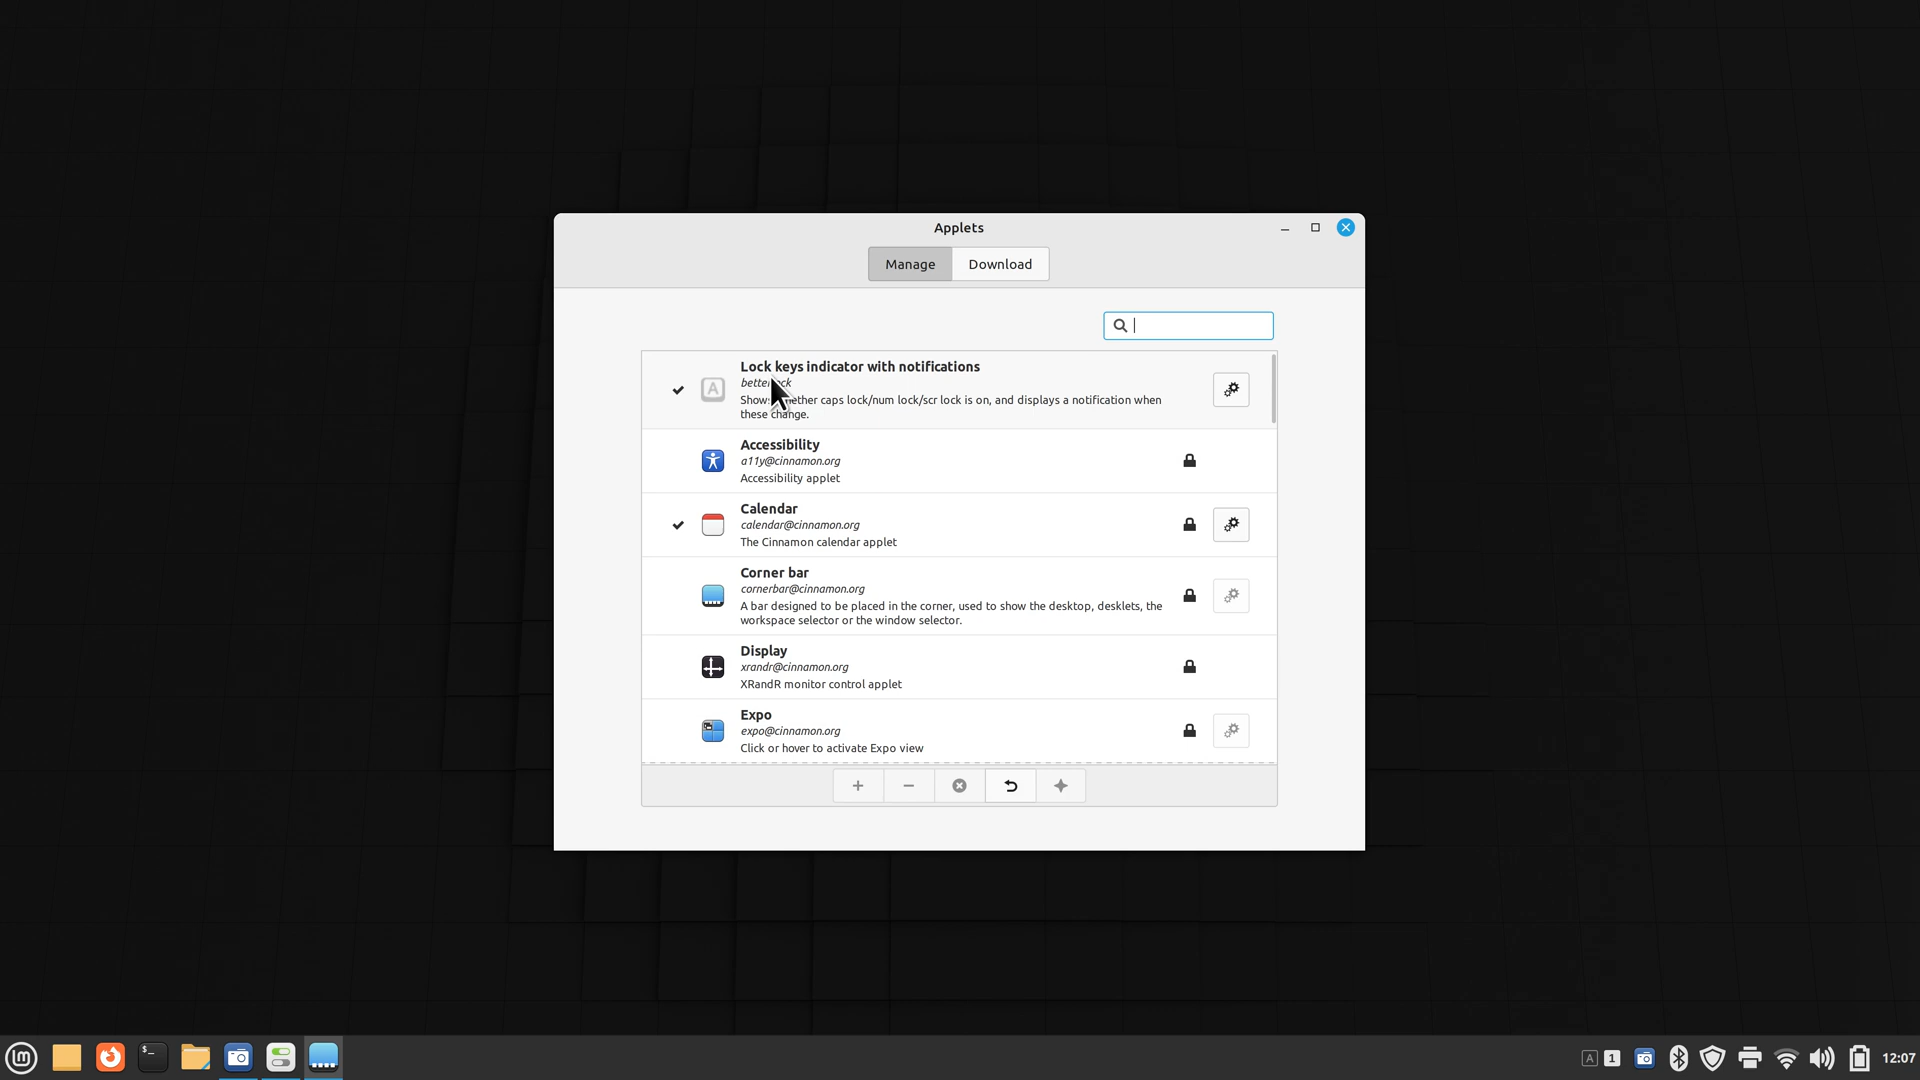 Applets
Manage
Download
Lock keys indicator with notifications
Shows whether caps lock/num lock/scr lock is on, and displays a notification when
these change.
Accessibility
a11y@cinnamon.org
Accessibility applet
Calendar
calendar@cinnamon.org
The Cinnamon calendar applet
Corner bar
cornerbar@cinnamon.org
A bar designed to be placed in the corner, used to show the desktop, desklets, the
workspace selector or the window selector.
Display
xrandr@cinnamon.org
XRandR monitor control applet
Expo
expo@cinnamon.org
Click or hover to activate Expo view
A 1 12:07